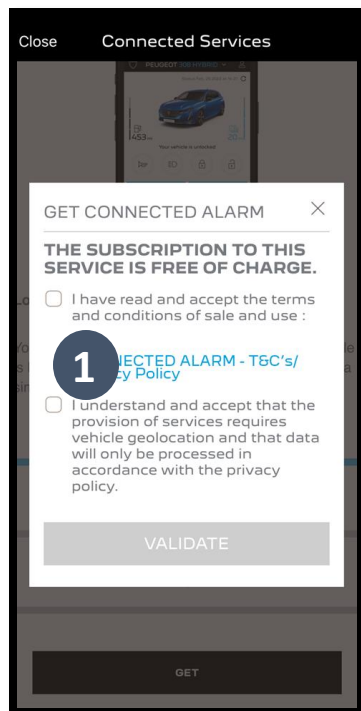 Close Connected Services
PEUGEOT 308 HYBRID
453
Your vehicle is unlocked
GET CONNECTED ALARM
THE SUBSCRIPTION TO THIS
SERVICE IS FREE OF CHARGE.
I have read and accept the terms
and conditions of sale and use :
1
NECTED ALARM - T&C's/
cy Policy
I understand and accept that the
provision of services requires
vehicle geolocation and that data
will only be processed in
accordance with the privacy
policy.
VALIDATE
GET